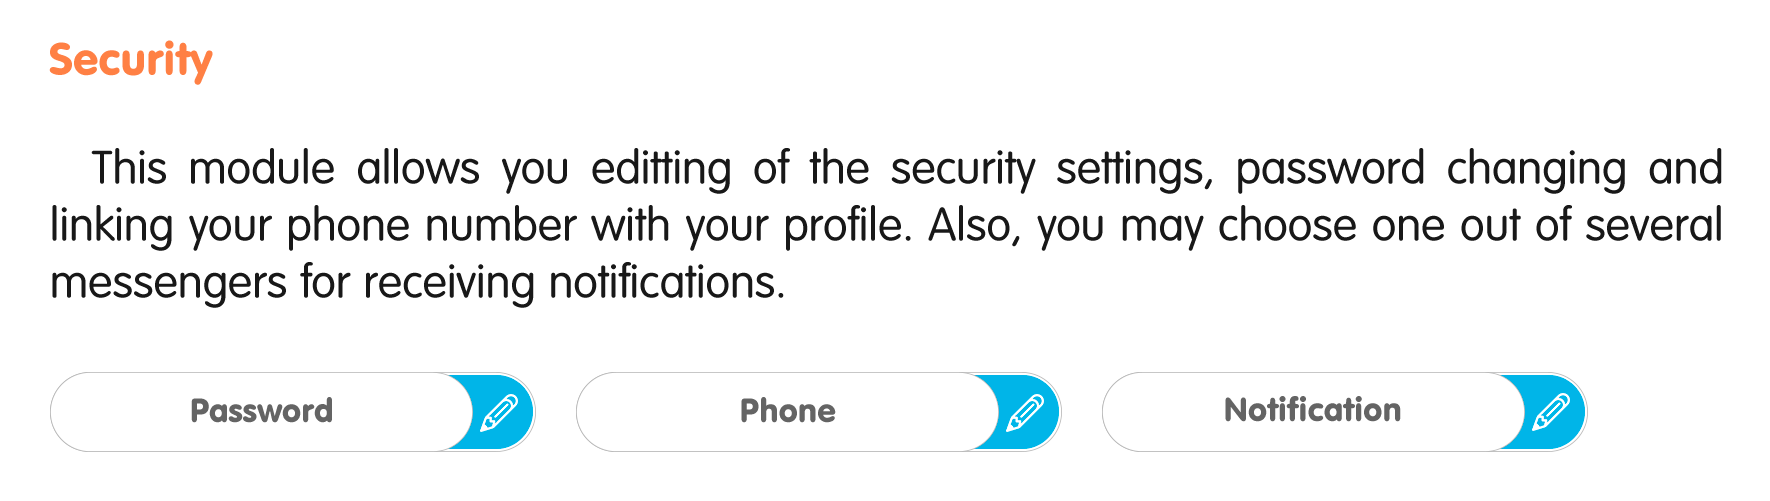 Security
This module allows you editting of the security settings, password changing and
linking your phone number with your profile. Also, you may choose one out of several
messengers for receiving notifications.
Password Phone Notification